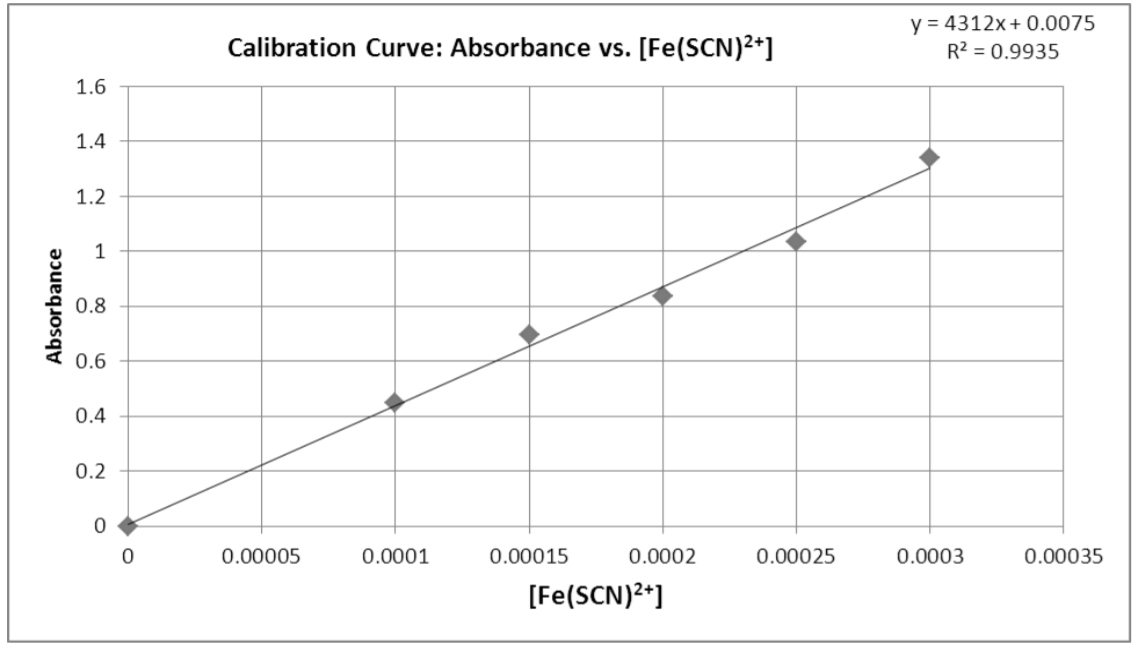 y = 4312x + 0.0075
R² = 0.9935
Calibration Curve: Absorbance vs. [Fe(SCN)²⁺]
1.6
1.4
1.2
1
0.8
0.6
0.4
0.2
0
Absorbance
0 0.00005 0.0001 0.00015 0.0002 0.00025 0.0003 0.00035
[Fe(SCN)²⁺]